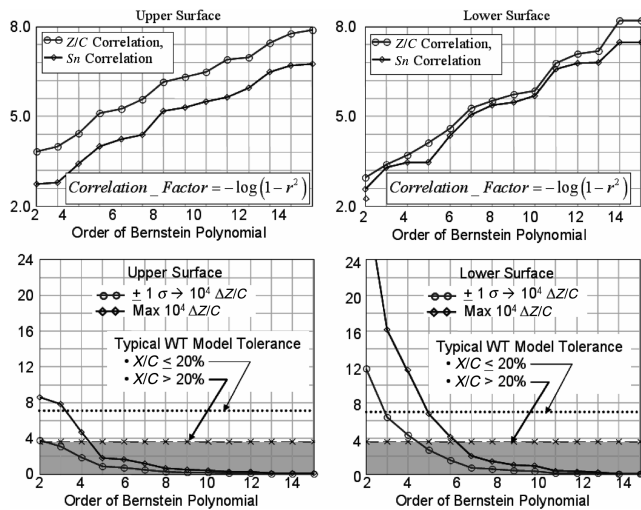 Upper Surface
8.0
5.0
2.0
Z/C Correlation,
Sn Correlation
Correlation _ Factor = −log(1−r²)
2 4 6 8 10 12 14
Order of Bernstein Polynomial
Lower Surface
8.0
5.0
2.0
Z/C Correlation,
Sn Correlation
Correlation _ Factor = −log(1−r²)
2 4 6 8 10 12 14
Order of Bernstein Polynomial
24
20
16
12
8
4
0
Upper Surface
± 1 σ → 10⁴ ΔZ/C
Max 10⁴ ΔZ/C
Typical WT Model Tolerance
• X/C ≤ 20%
• X/C > 20%
2 4 6 8 10 12 14
Order of Bernstein Polynomial
24
20
16
12
8
4
0
Lower Surface
± 1 σ → 10⁴ ΔZ/C
Max 10⁴ ΔZ/C
Typical WT Model Tolerance
• X/C ≤ 20%
• X/C > 20%
2 4 6 8 10 12 14
Order of Bernstein Polynomial